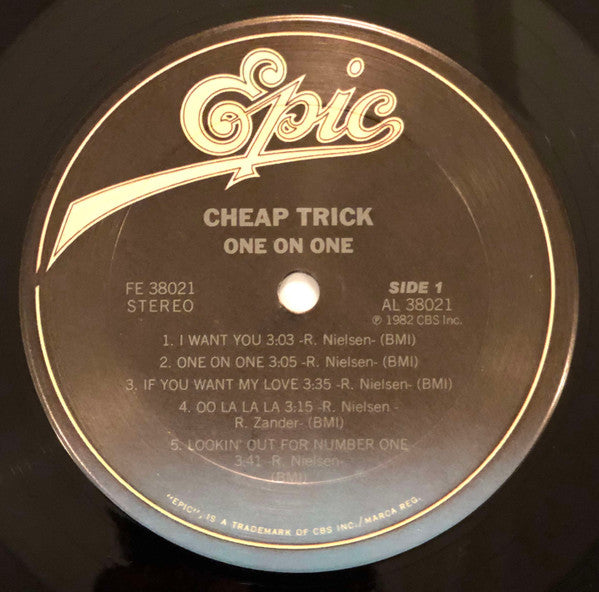 Epic
CHEAP TRICK
ONE ON ONE
FE 38021
STEREO
SIDE 1
AL 38021
℗ 1982 CBS Inc.
1. I WANT YOU 3:03 -R. Nielsen- (BMI)
2. ONE ON ONE 3:05 -R. Nielsen- (BMI)
3. IF YOU WANT MY LOVE 3:35 -R. Nielsen- (BMI)
4. OO LA LA LA 3:15 -R. Nielsen -
R. Zander- (BMI)
5. LOOKIN' OUT FOR NUMBER ONE
3:41 -R. Nielsen-
(BMI)
"EPIC", IS A TRADEMARK OF CBS INC./MARCA REG.